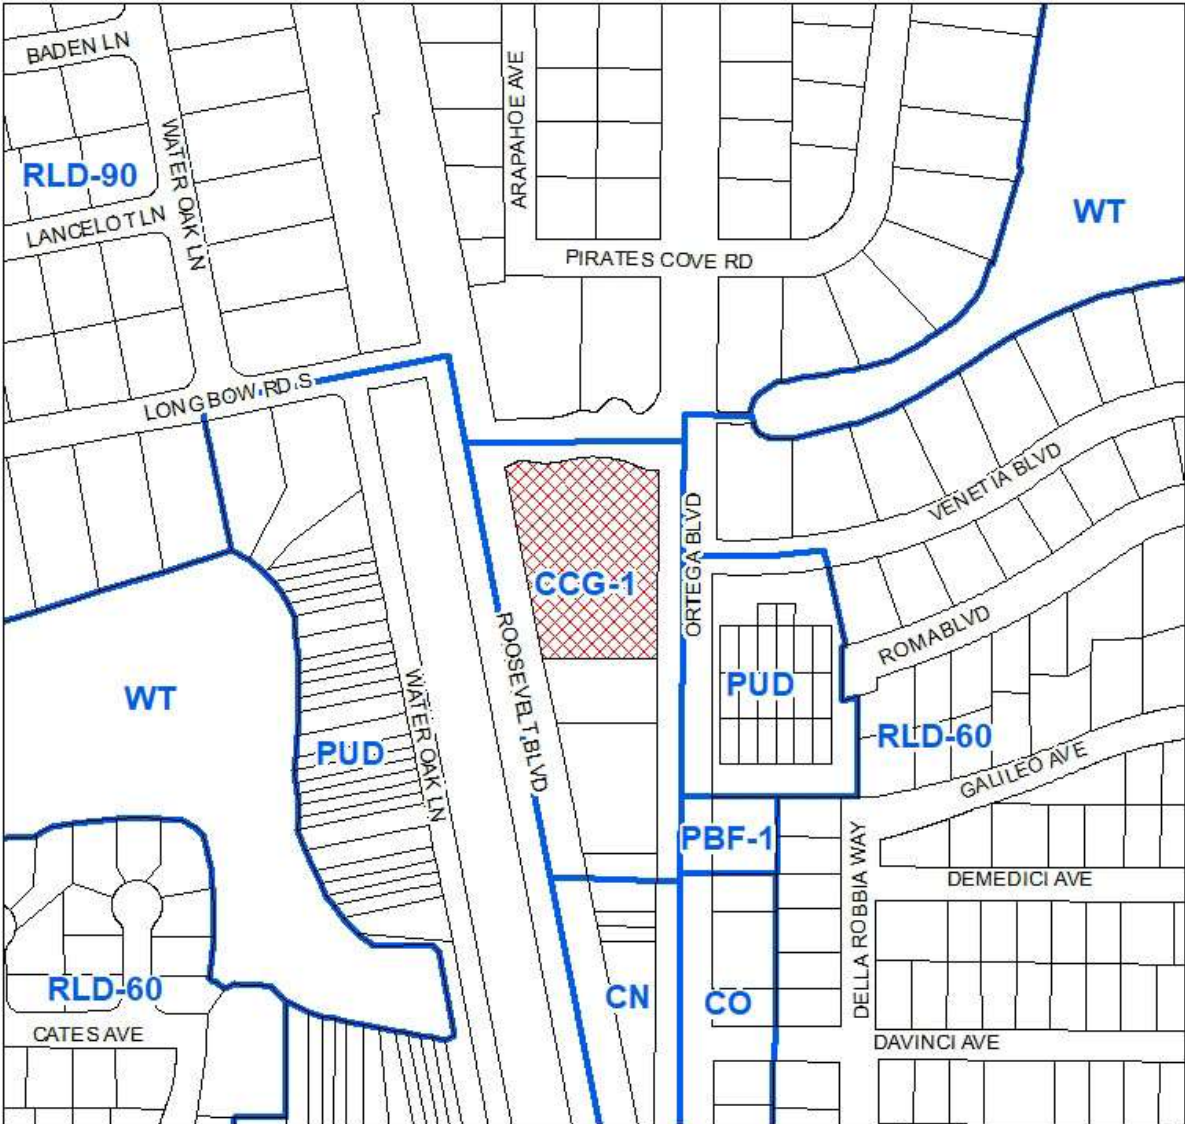 BADEN LN
ARAPAHOE AVE
WATER OAK LN
RLD-90
WT
LANCELOT LN
PIRATES COVE RD
LONGBOW RD S
VENETIA BLVD
ORTEGA BLVD
CCG-1
ROMA BLVD
ROOSEVELT BLVD
WATER OAK LN
PUD
WT
PUD
RLD-60
GALILEO AVE
PBF-1
DELLA ROBBIA WAY
DEMEDICI AVE
RLD-60
CN
CO
CATES AVE
DAVINCI AVE